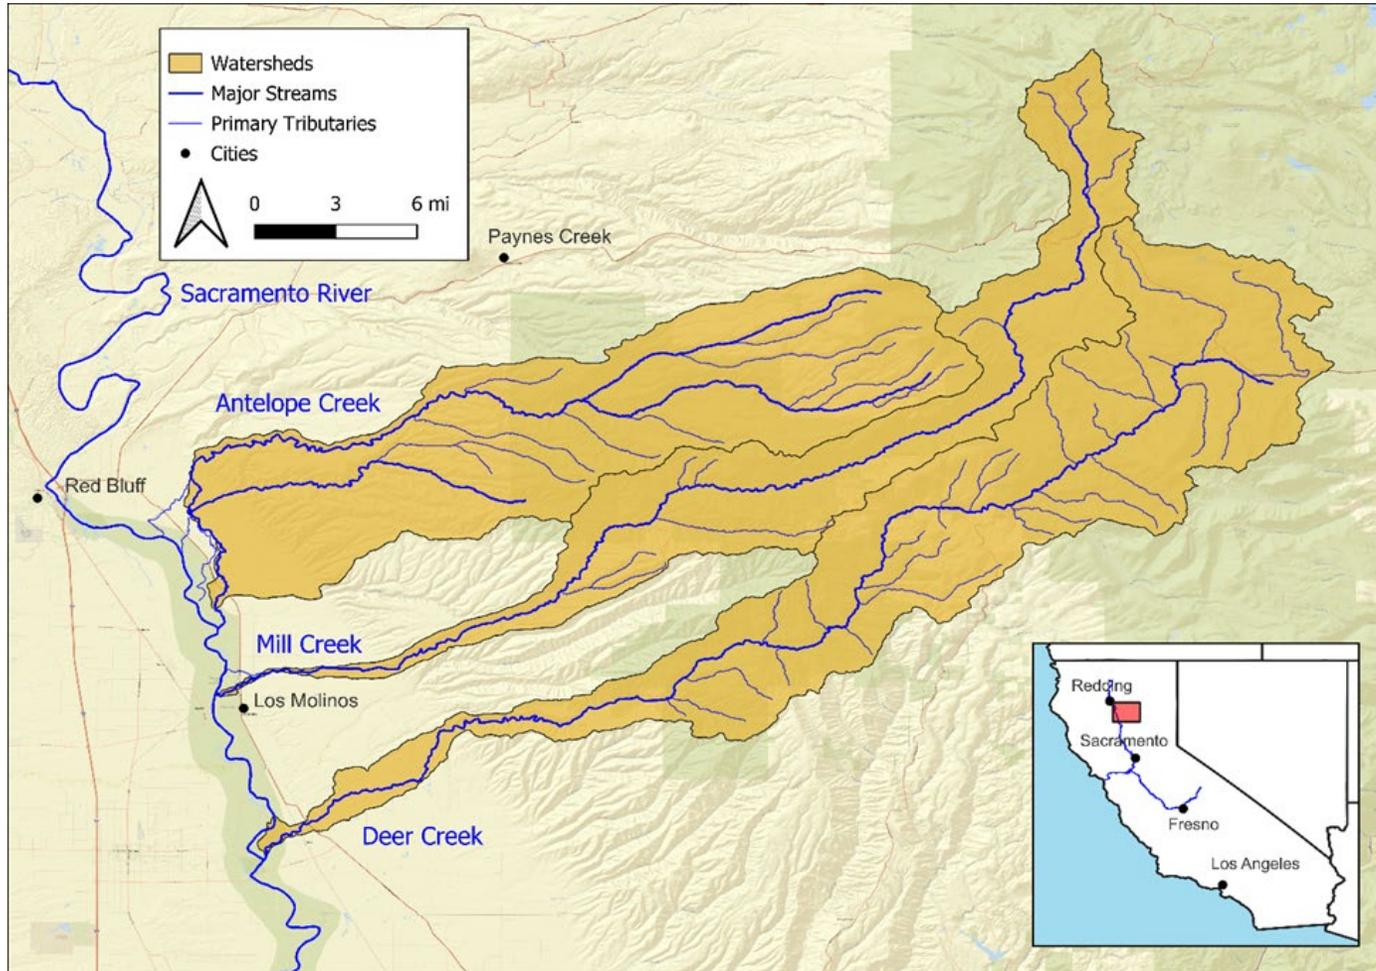 Watersheds
Major Streams
Primary Tributaries
Cities
0 3 6 mi
Paynes Creek
Sacramento River
Antelope Creek
Red Bluff
Mill Creek
Los Molinos
Deer Creek
Redding
Sacramento
Fresno
Los Angeles